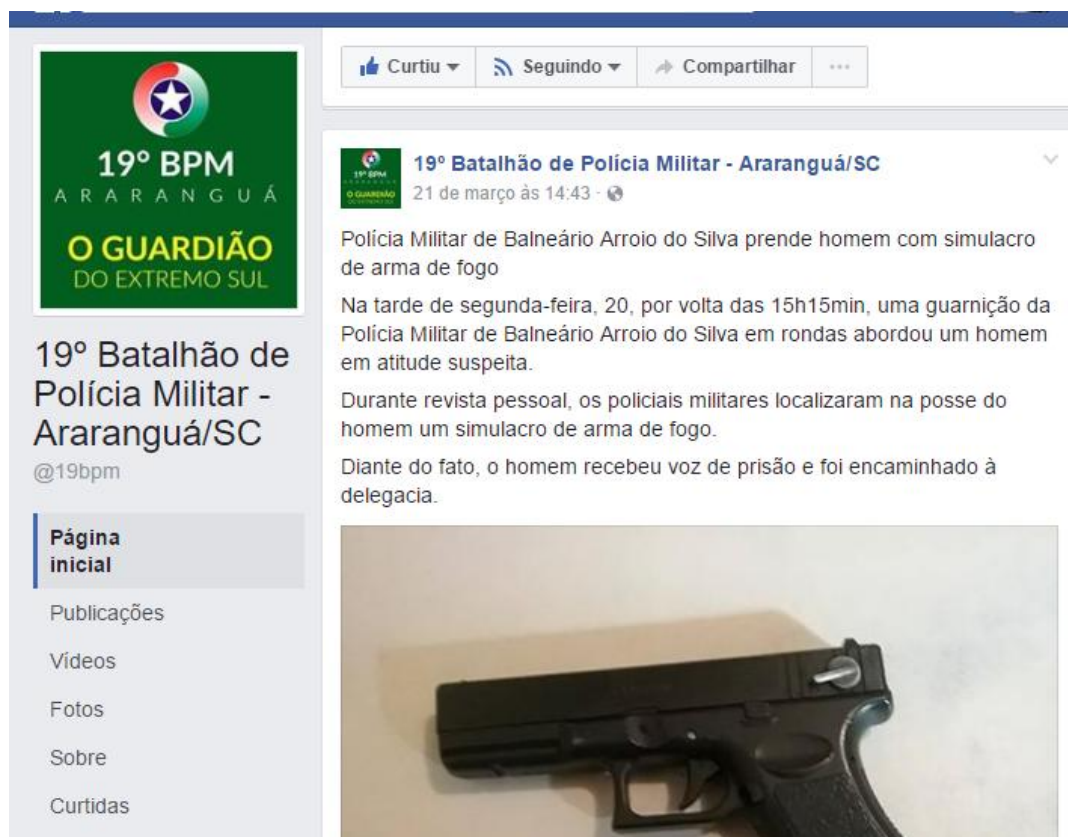 19º BPM
ARARANGUÁ
O GUARDIÃO
DO EXTREMO SUL
19º Batalhão de
Polícia Militar -
Araranguá/SC
@19bpm
Página
inicial
Publicações
Vídeos
Fotos
Sobre
Curtidas
Curtiu Seguindo Compartilhar
19º Batalhão de Polícia Militar - Araranguá/SC
21 de março às 14:43 ·
Polícia Militar de Balneário Arroio do Silva prende homem com simulacro
de arma de fogo
Na tarde de segunda-feira, 20, por volta das 15h15min, uma guarnição da
Polícia Militar de Balneário Arroio do Silva em rondas abordou um homem
em atitude suspeita.
Durante revista pessoal, os policiais militares localizaram na posse do
homem um simulacro de arma de fogo.
Diante do fato, o homem recebeu voz de prisão e foi encaminhado à
delegacia.